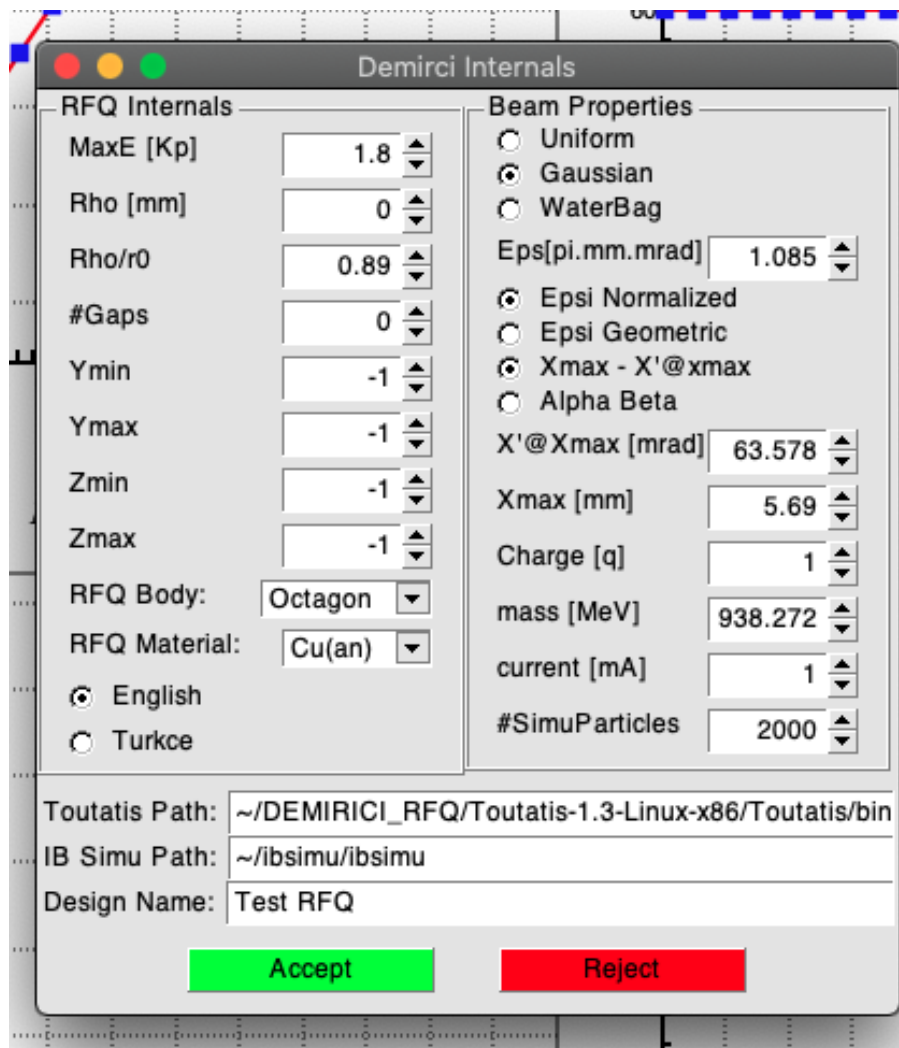 Demirci Internals
RFQ Internals
MaxE [Kp] 1.8
Rho [mm] 0
Rho/r0 0.89
#Gaps 0
Ymin -1
Ymax -1
Zmin -1
Zmax -1
RFQ Body: Octagon
RFQ Material: Cu(an)
English
Turkce
Beam Properties
Uniform
Gaussian
WaterBag
Eps[pi.mm.mrad] 1.085
Epsi Normalized
Epsi Geometric
Xmax - X'@xmax
Alpha Beta
X'@Xmax [mrad] 63.578
Xmax [mm] 5.69
Charge [q] 1
mass [MeV] 938.272
current [mA] 1
#SimuParticles 2000
Toutatis Path: ~/DEMIRICI_RFQ/Toutatis-1.3-Linux-x86/Toutatis/bin
IB Simu Path: ~/ibsimu/ibsimu
Design Name: Test RFQ
Accept Reject